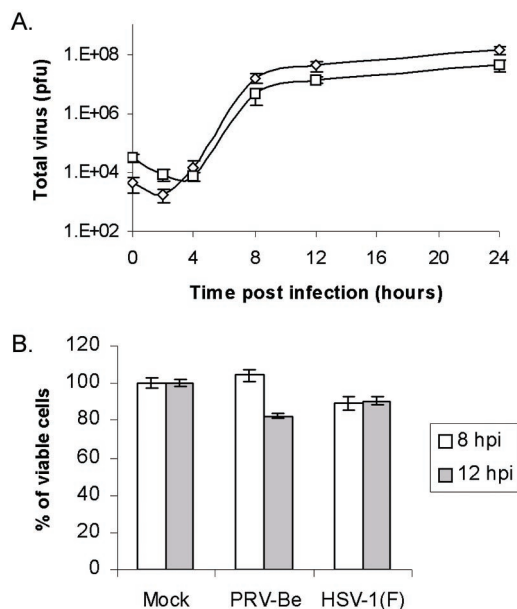 A.
Total virus (pfu)
1.E+08
1.E+06
1.E+04
1.E+02
0 4 8 12 16 20 24
Time post infection (hours)
B.
% of viable cells
120
100
80
60
40
20
0
Mock PRV-Be HSV-1(F)
8 hpi
12 hpi